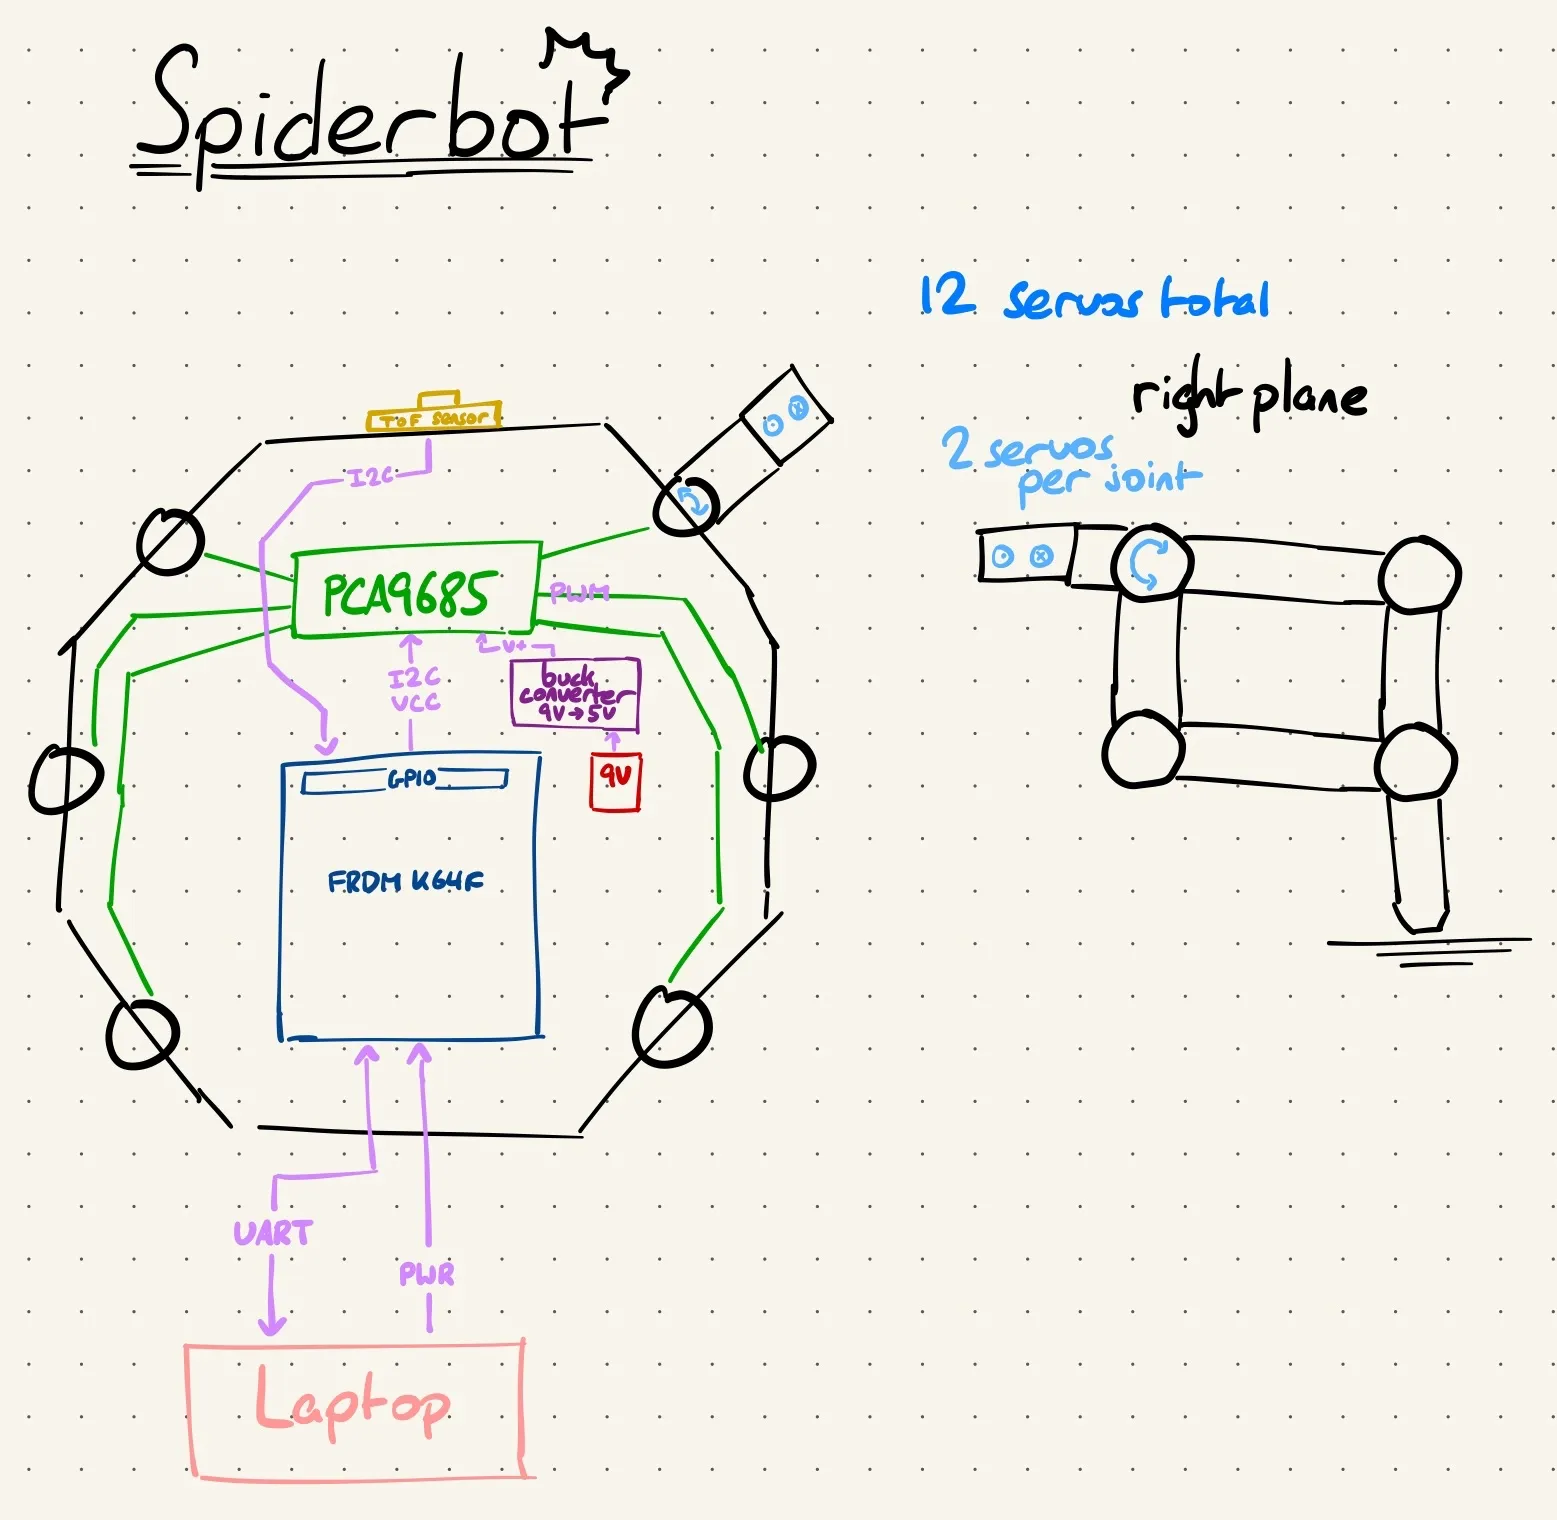 Spiderbot
12 servos total
right plane
ToF sensor
2 servos
per joint
I2C
PCA9685
PWM
V+
I2C
VCC
buck
converter
9V→5V
GPIO
9V
FRDM K64F
UART
PWR
Laptop